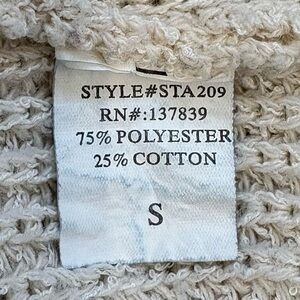 STYLE#STA209
RN#:137839
75% POLYESTER
25% COTTON
S